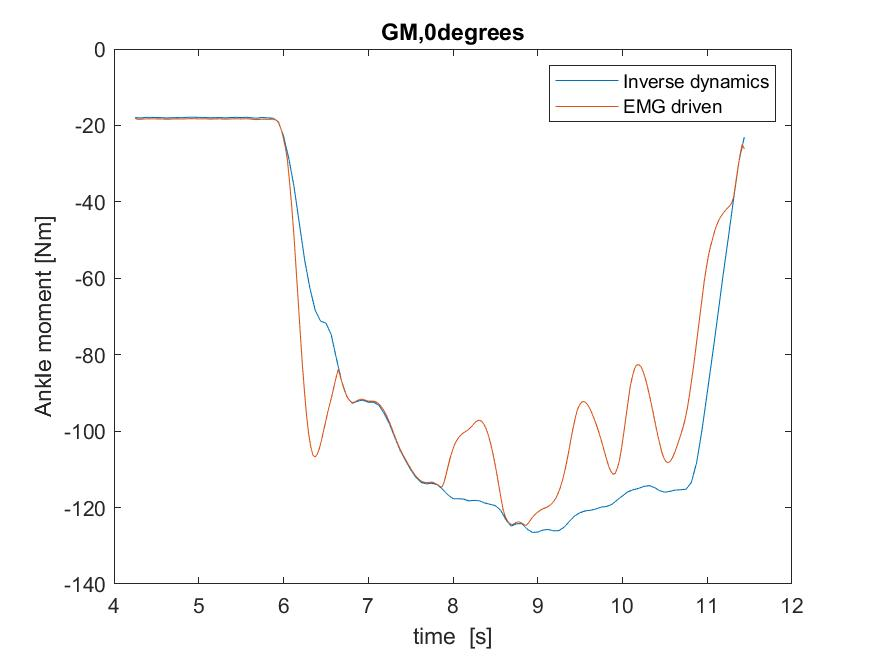 GM,0degrees
Inverse dynamics
EMG driven
0
-20
-40
-60
-80
-100
-120
-140
Ankle moment [Nm]
4 5 6 7 8 9 10 11 12
time [s]